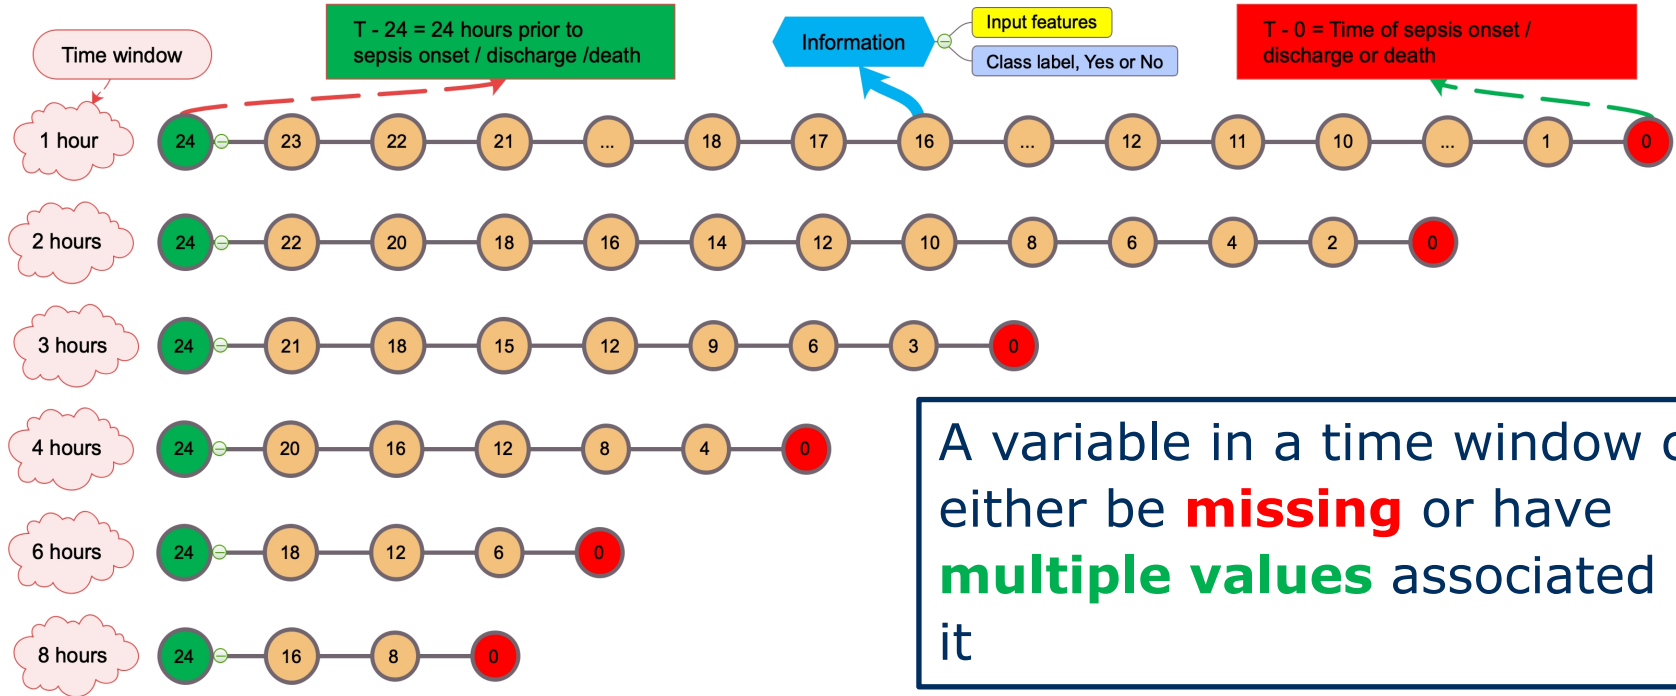 T - 24 = 24 hours prior to
sepsis onset / discharge /death
Information
Input features
Class label, Yes or No
T - 0 = Time of sepsis onset /
discharge or death
Time window
1 hour 24 23 22 21 ... 18 17 16 ... 12 11 10 ... 1 0
2 hours 24 22 20 18 16 14 12 10 8 6 4 2 0
3 hours 24 21 18 15 12 9 6 3 0
4 hours 24 20 16 12 8 4 0
6 hours 24 18 12 6 0
8 hours 24 16 8 0
A variable in a time window
either be missing or have
multiple values associated
it